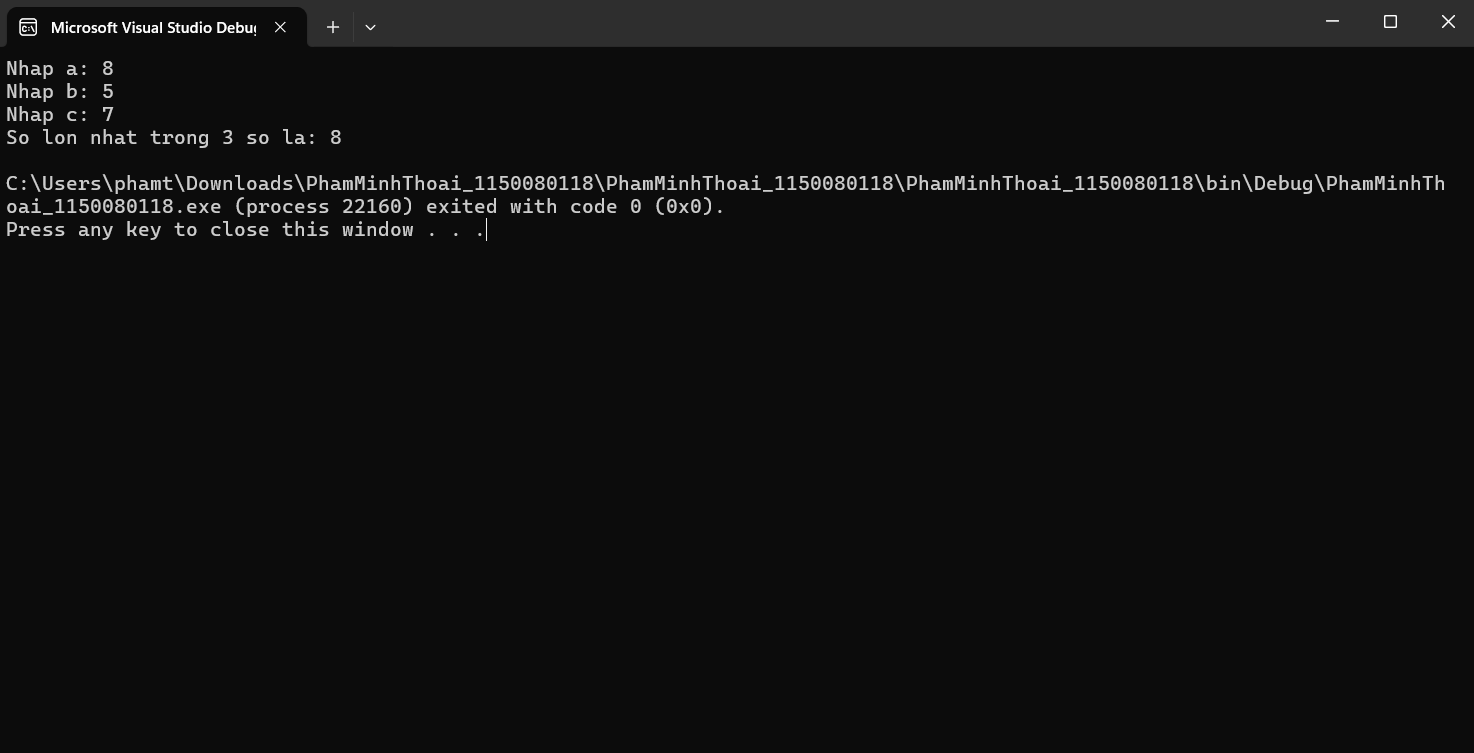 Microsoft Visual Studio Debug
Nhap a: 8
Nhap b: 5
Nhap c: 7
So lon nhat trong 3 so la: 8
C:\Users\phamt\Downloads\PhamMinhThoai_1150080118\PhamMinhThoai_1150080118\PhamMinhThoai_1150080118\bin\Debug\PhamMinhTh
oai_1150080118.exe (process 22160) exited with code 0 (0x0).
Press any key to close this window . . .